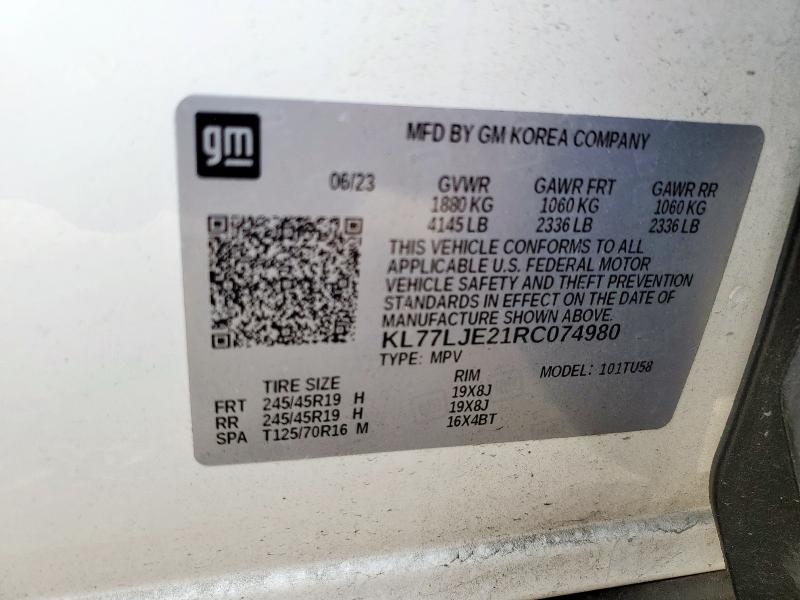 gm
MFD BY GM KOREA COMPANY
06/23 GVWR GAWR FRT GAWR RR
1880 KG 1060 KG 1060 KG
4145 LB 2336 LB 2336 LB
THIS VEHICLE CONFORMS TO ALL
APPLICABLE U.S. FEDERAL MOTOR
VEHICLE SAFETY AND THEFT PREVENTION
STANDARDS IN EFFECT ON THE DATE OF
MANUFACTURE SHOWN ABOVE.
KL77LJE21RC074980
TYPE: MPV MODEL: 101TU58
TIRE SIZE RIM
FRT 245/45R19 H 19X8J
RR 245/45R19 H 19X8J
SPA T125/70R16 M 16X4BT